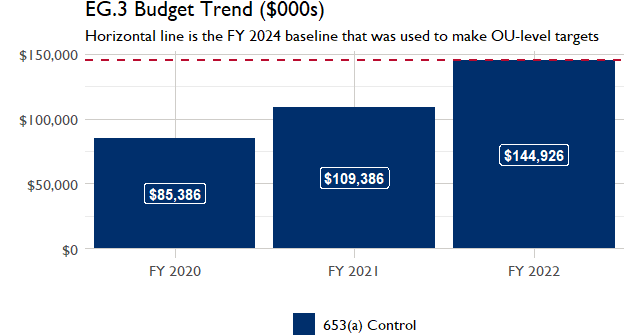 EG.3 Budget Trend ($000s)
Horizontal line is the FY 2024 baseline that was used to make OU-level targets
$150,000
$100,000
$50,000
$0
$85,386
$109,386
$144,926
FY 2020
FY 2021
FY 2022
653(a) Control